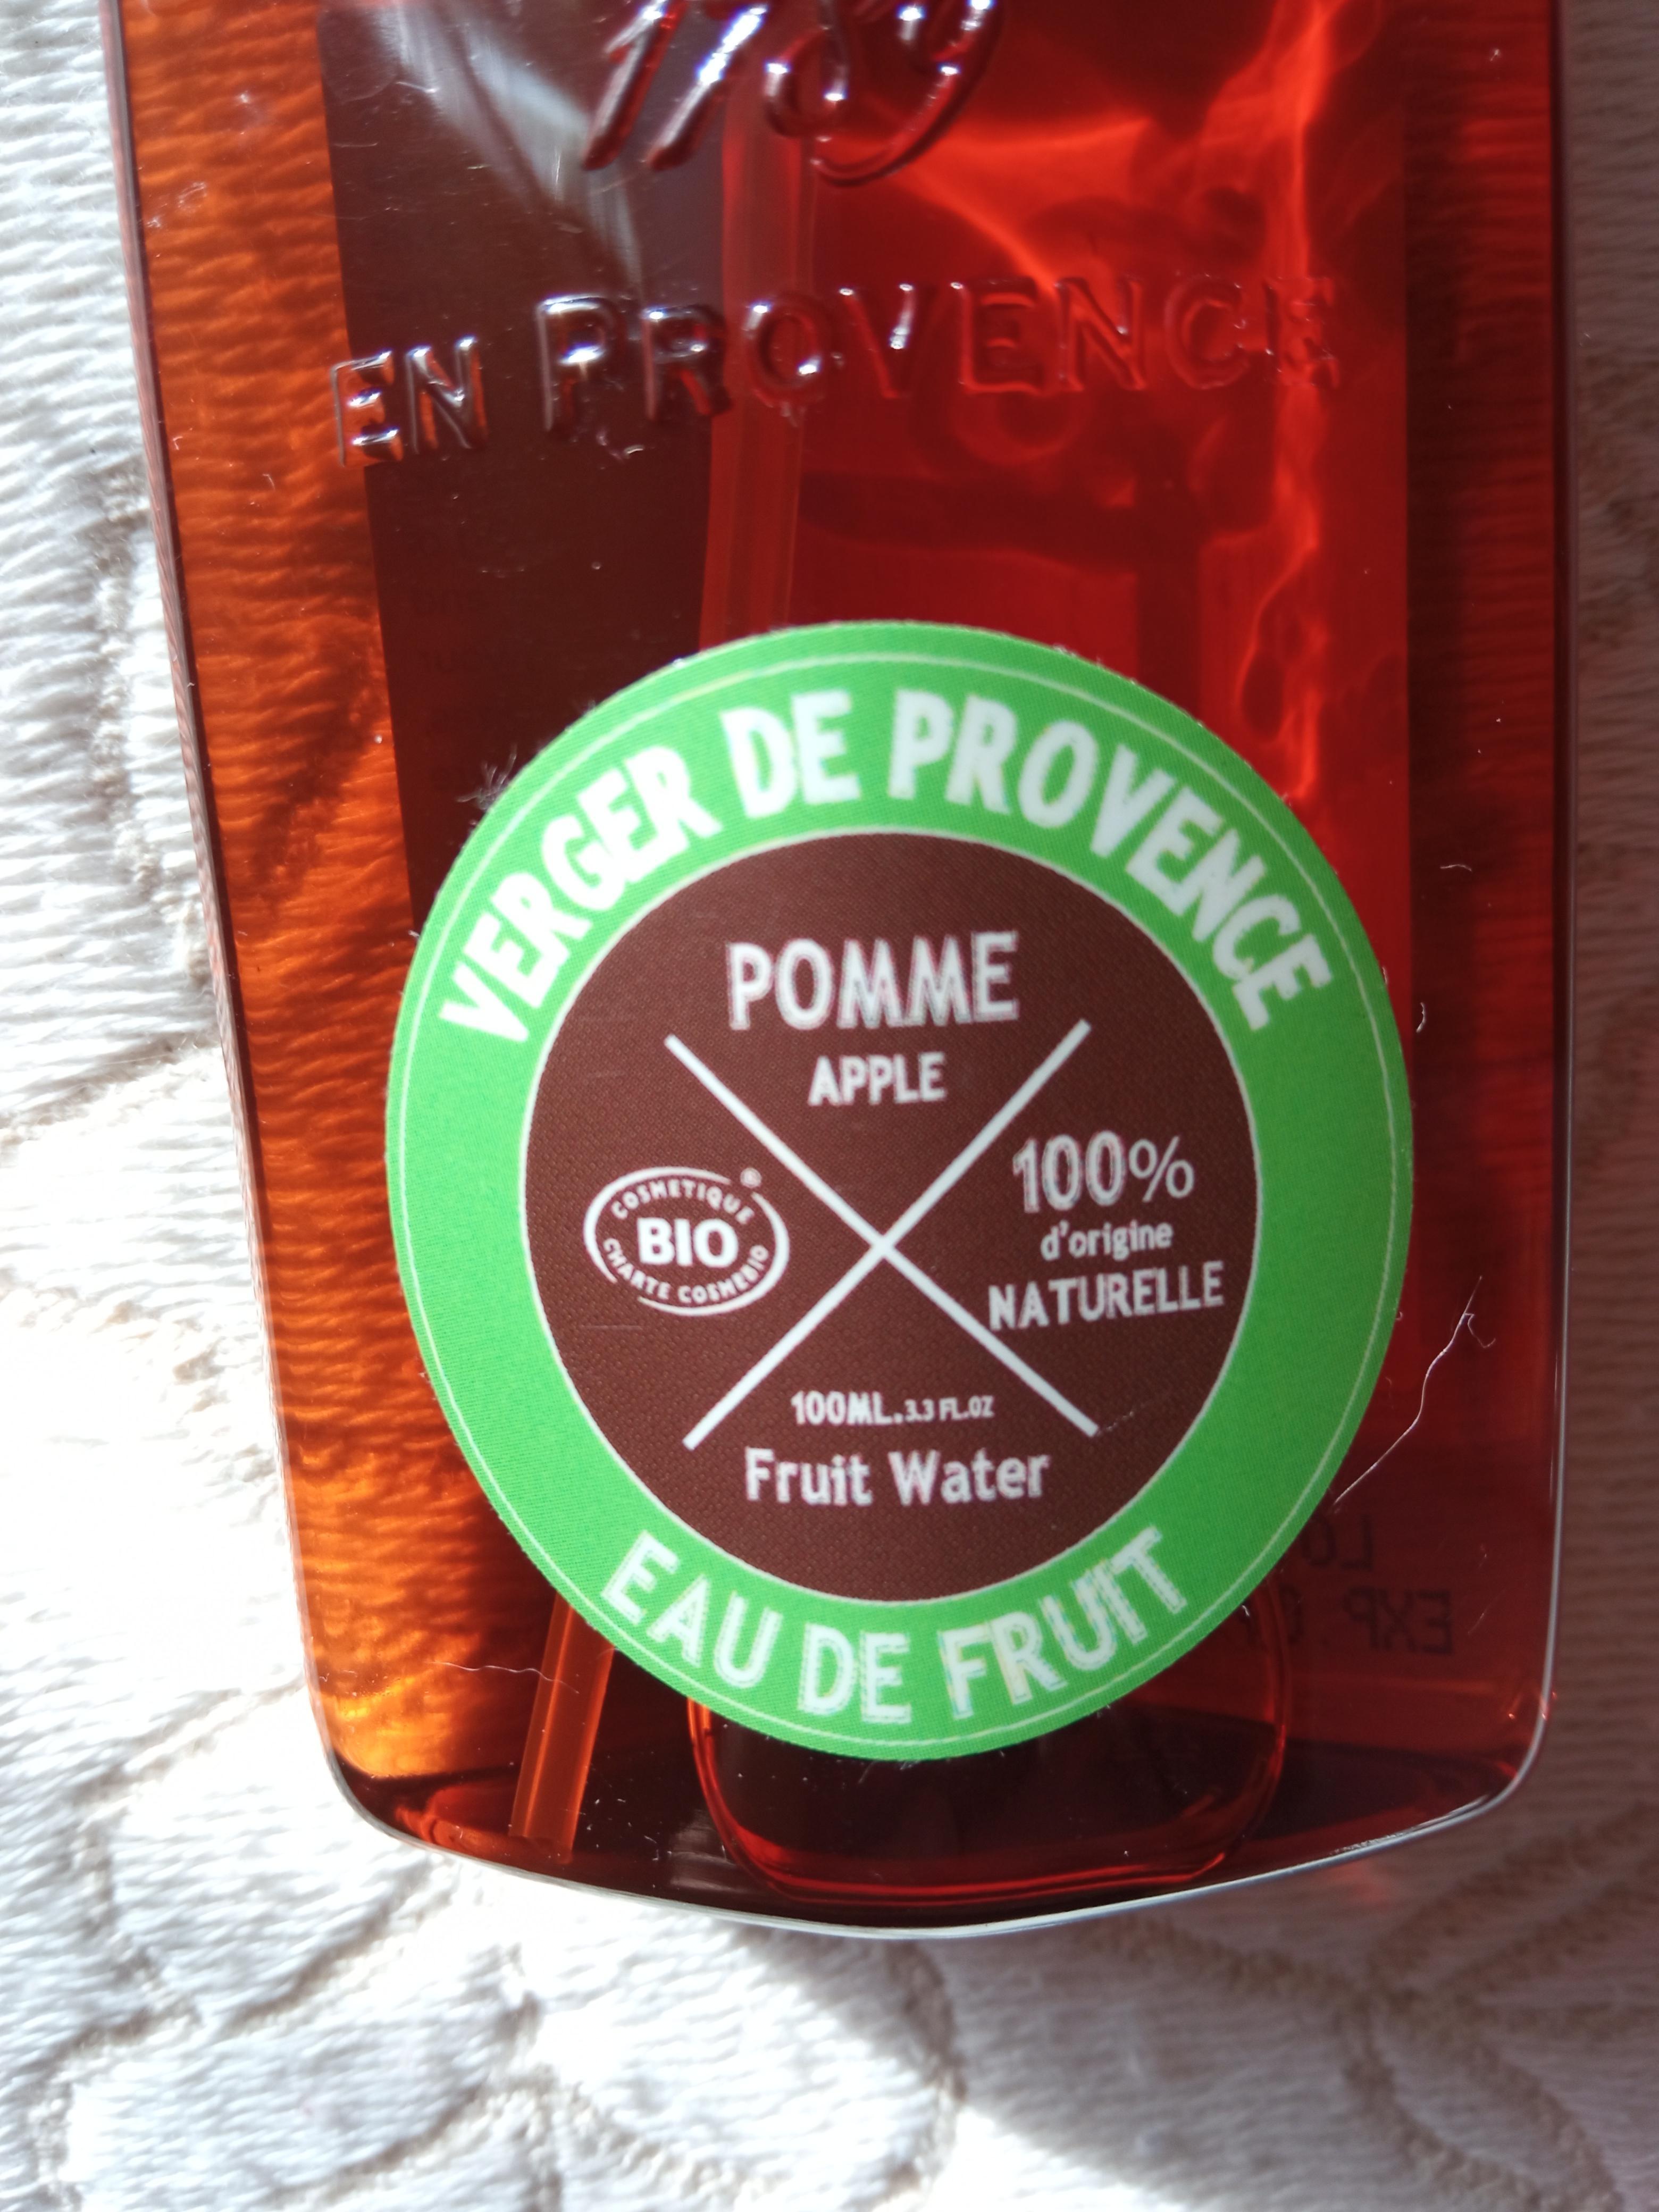 EN PROVENCE
VERGER DE PROVENCE
POMME
APPLE
COSMETIQUE
BIO
®
CHARTE COSMEBIO
100%
d'origine
NATURELLE
100ML.3.3 FL.OZ
Fruit Water
EAU DE FRUIT
EXP